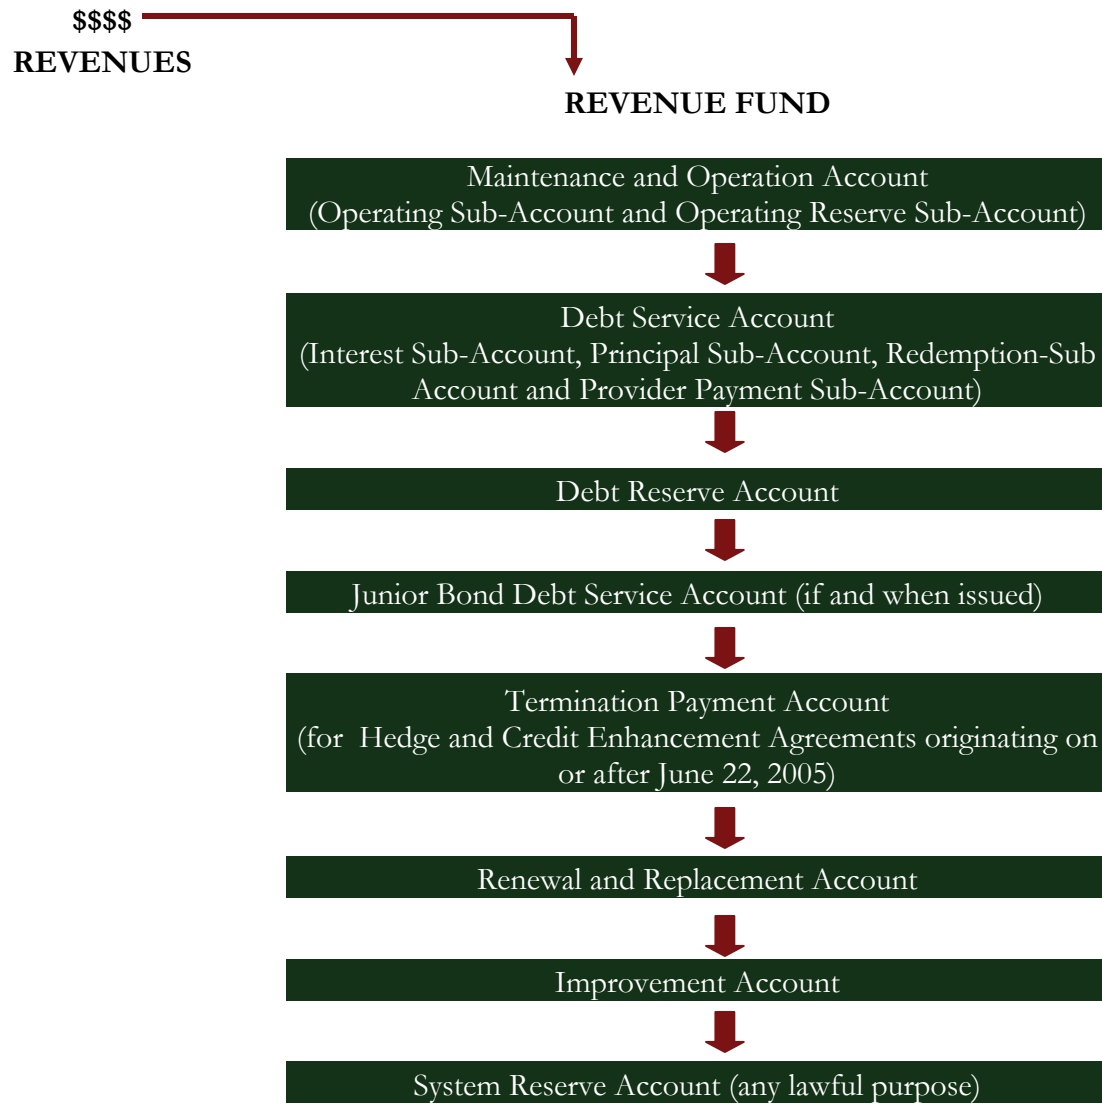 $$$$
REVENUES
REVENUE FUND
Maintenance and Operation Account
(Operating Sub-Account and Operating Reserve Sub-Account)
Debt Service Account
(Interest Sub-Account, Principal Sub-Account, Redemption-Sub
Account and Provider Payment Sub-Account)
Debt Reserve Account
Junior Bond Debt Service Account (if and when issued)
Termination Payment Account
(for  Hedge and Credit Enhancement Agreements originating on
or after June 22, 2005)
Renewal and Replacement Account
Improvement Account
System Reserve Account (any lawful purpose)